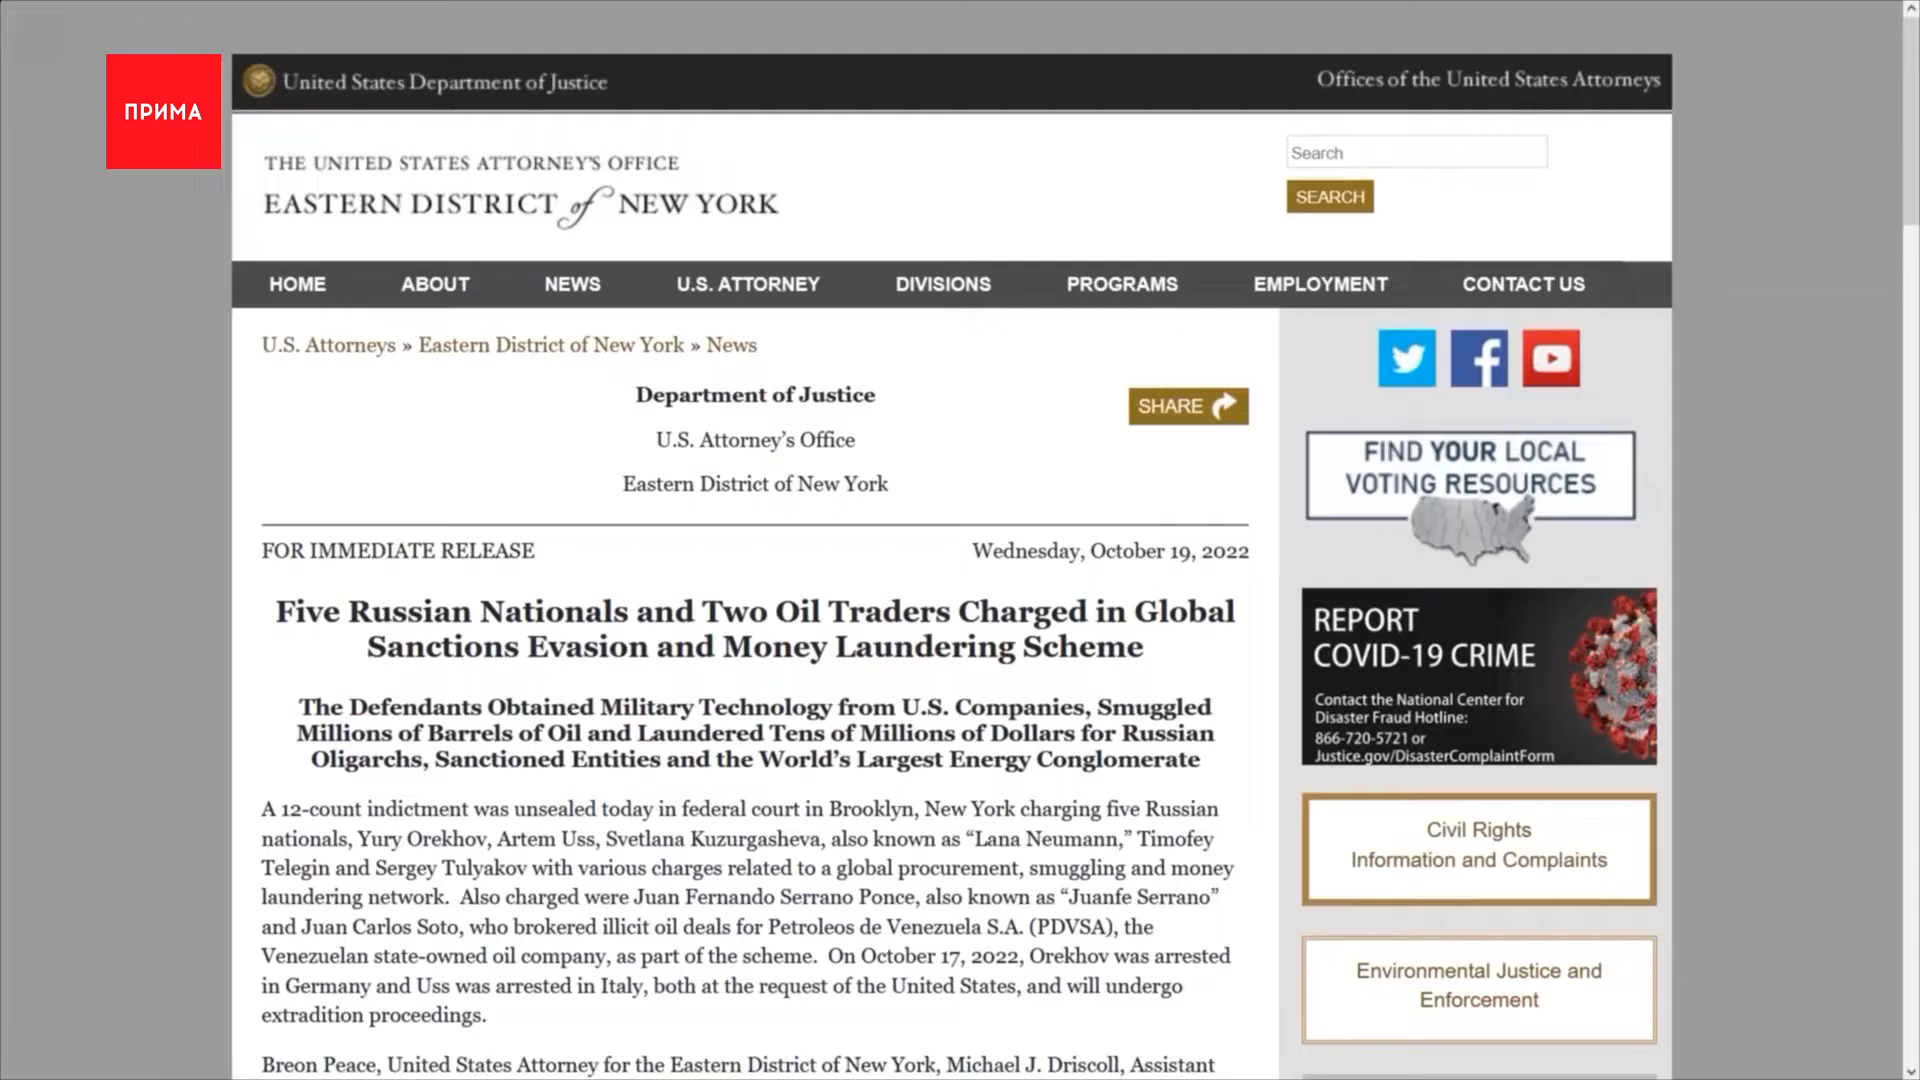 ПРИМА
United States Department of Justice
Offices of the United States Attorneys
THE UNITED STATES ATTORNEY'S OFFICE
EASTERN DISTRICT of NEW YORK
Search
SEARCH
HOME ABOUT NEWS U.S. ATTORNEY DIVISIONS PROGRAMS EMPLOYMENT CONTACT US
U.S. Attorneys » Eastern District of New York » News
Department of Justice
SHARE
U.S. Attorney’s Office
Eastern District of New York
FOR IMMEDIATE RELEASE
Wednesday, October 19, 2022
Five Russian Nationals and Two Oil Traders Charged in Global
Sanctions Evasion and Money Laundering Scheme
The Defendants Obtained Military Technology from U.S. Companies, Smuggled
Millions of Barrels of Oil and Laundered Tens of Millions of Dollars for Russian
Oligarchs, Sanctioned Entities and the World’s Largest Energy Conglomerate
A 12-count indictment was unsealed today in federal court in Brooklyn, New York charging five Russian
nationals, Yury Orekhov, Artem Uss, Svetlana Kuzurgasheva, also known as “Lana Neumann,” Timofey
Telegin and Sergey Tulyakov with various charges related to a global procurement, smuggling and money
laundering network.  Also charged were Juan Fernando Serrano Ponce, also known as “Juanfe Serrano”
and Juan Carlos Soto, who brokered illicit oil deals for Petroleos de Venezuela S.A. (PDVSA), the
Venezuelan state-owned oil company, as part of the scheme.  On October 17, 2022, Orekhov was arrested
in Germany and Uss was arrested in Italy, both at the request of the United States, and will undergo
extradition proceedings.
Breon Peace, United States Attorney for the Eastern District of New York, Michael J. Driscoll, Assistant
FIND YOUR LOCAL
VOTING RESOURCES
REPORT
COVID-19 CRIME
Contact the National Center for
Disaster Fraud Hotline:
866-720-5721 or
Justice.gov/DisasterComplaintForm
Civil Rights
Information and Complaints
Environmental Justice and
Enforcement